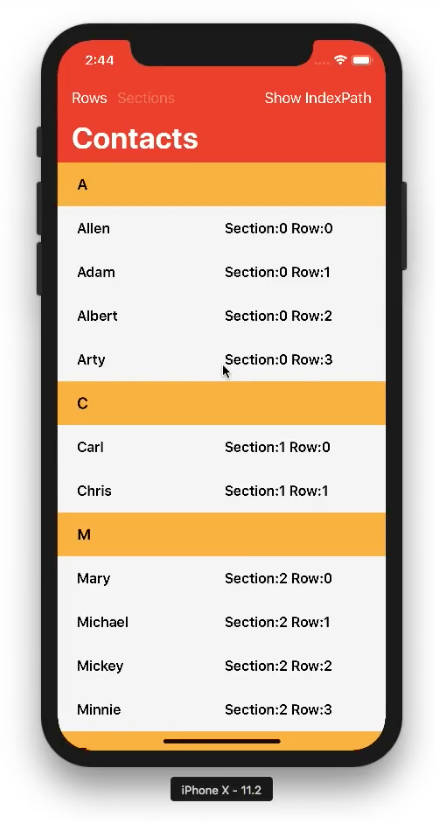 2:44
Rows Sections Show IndexPath
Contacts
A
Allen Section:0 Row:0
Adam Section:0 Row:1
Albert Section:0 Row:2
Arty Section:0 Row:3
C
Carl Section:1 Row:0
Chris Section:1 Row:1
M
Mary Section:2 Row:0
Michael Section:2 Row:1
Mickey Section:2 Row:2
Minnie Section:2 Row:3
iPhone X - 11.2